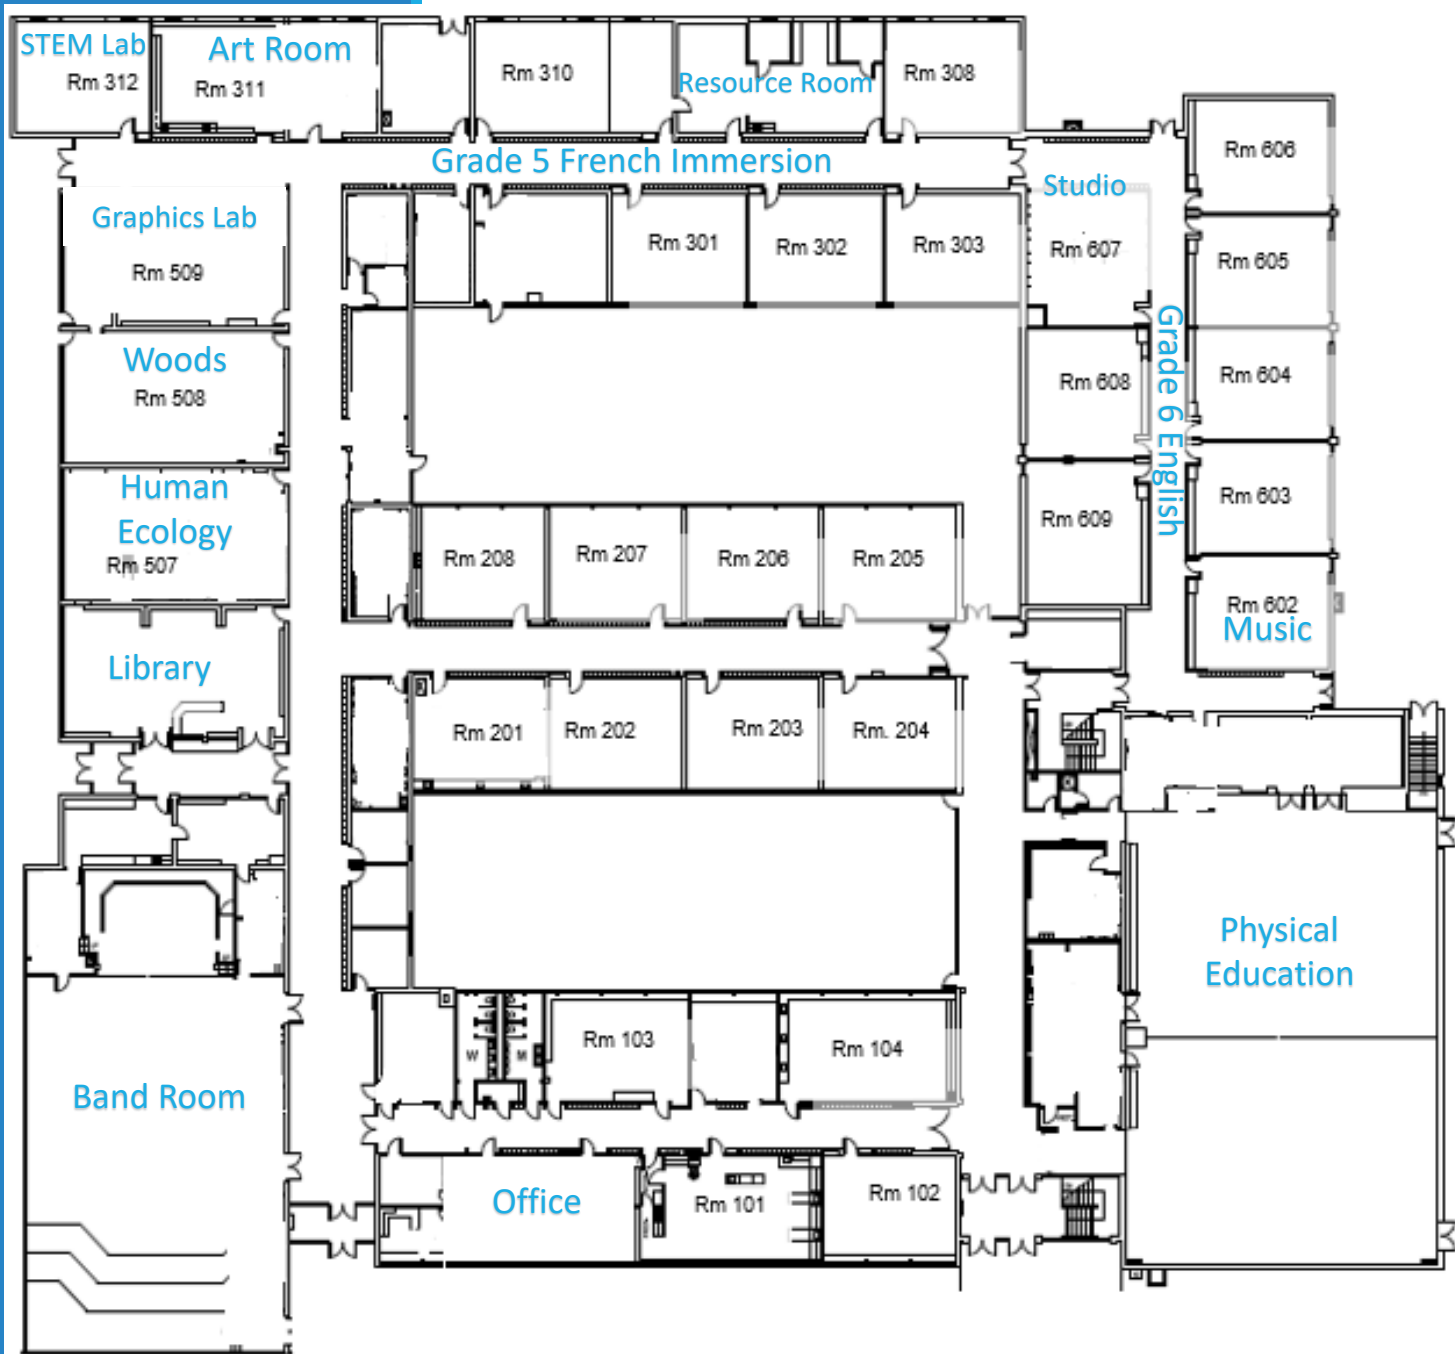 STEM Lab
Rm 312
Art Room
Rm 311
Rm 310
Resource Room
Rm 308
Grade 5 French Immersion
Rm 606
Studio
Rm 607
Graphics Lab
Rm 509
Rm 301
Rm 302
Rm 303
Rm 605
Woods
Rm 508
Rm 608
Grade 6 English
Rm 604
Human
Ecology
Rm 507
Rm 208
Rm 207
Rm 206
Rm 205
Rm 609
Rm 603
Rm 602
Music
Library
Rm 201
Rm 202
Rm 203
Rm. 204
Physical
Education
W
M
Rm 103
Rm 104
Band Room
Office
Rm 101
Rm 102